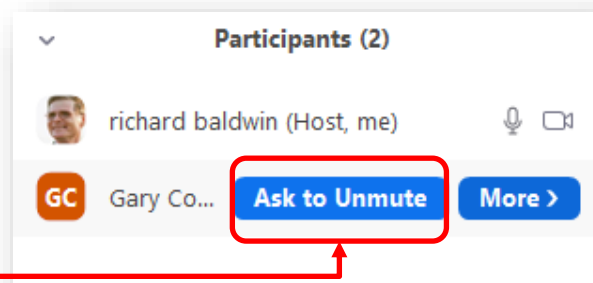 Participants (2)
richard baldwin (Host, me)
GC Gary Co... Ask to Unmute More >